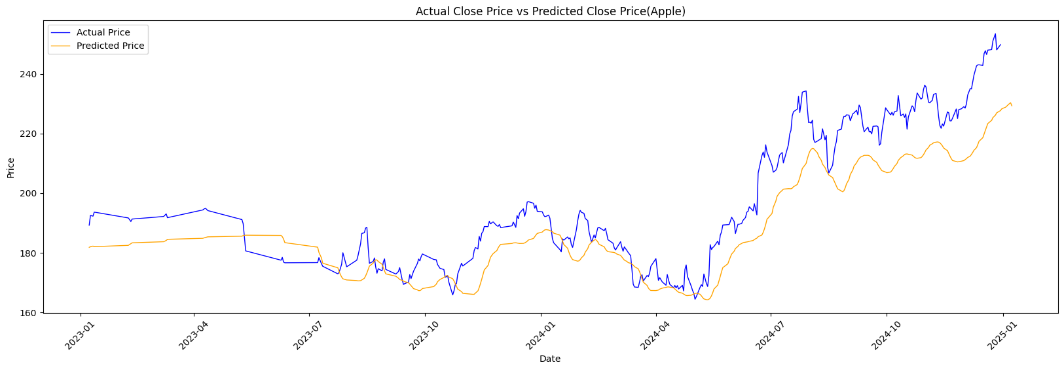 Actual Close Price vs Predicted Close Price(Apple)
Actual Price
Predicted Price
Price
240
220
200
180
160
2023-01
2023-04
2023-07
2023-10
2024-01
2024-04
2024-07
2024-10
2025-01
Date